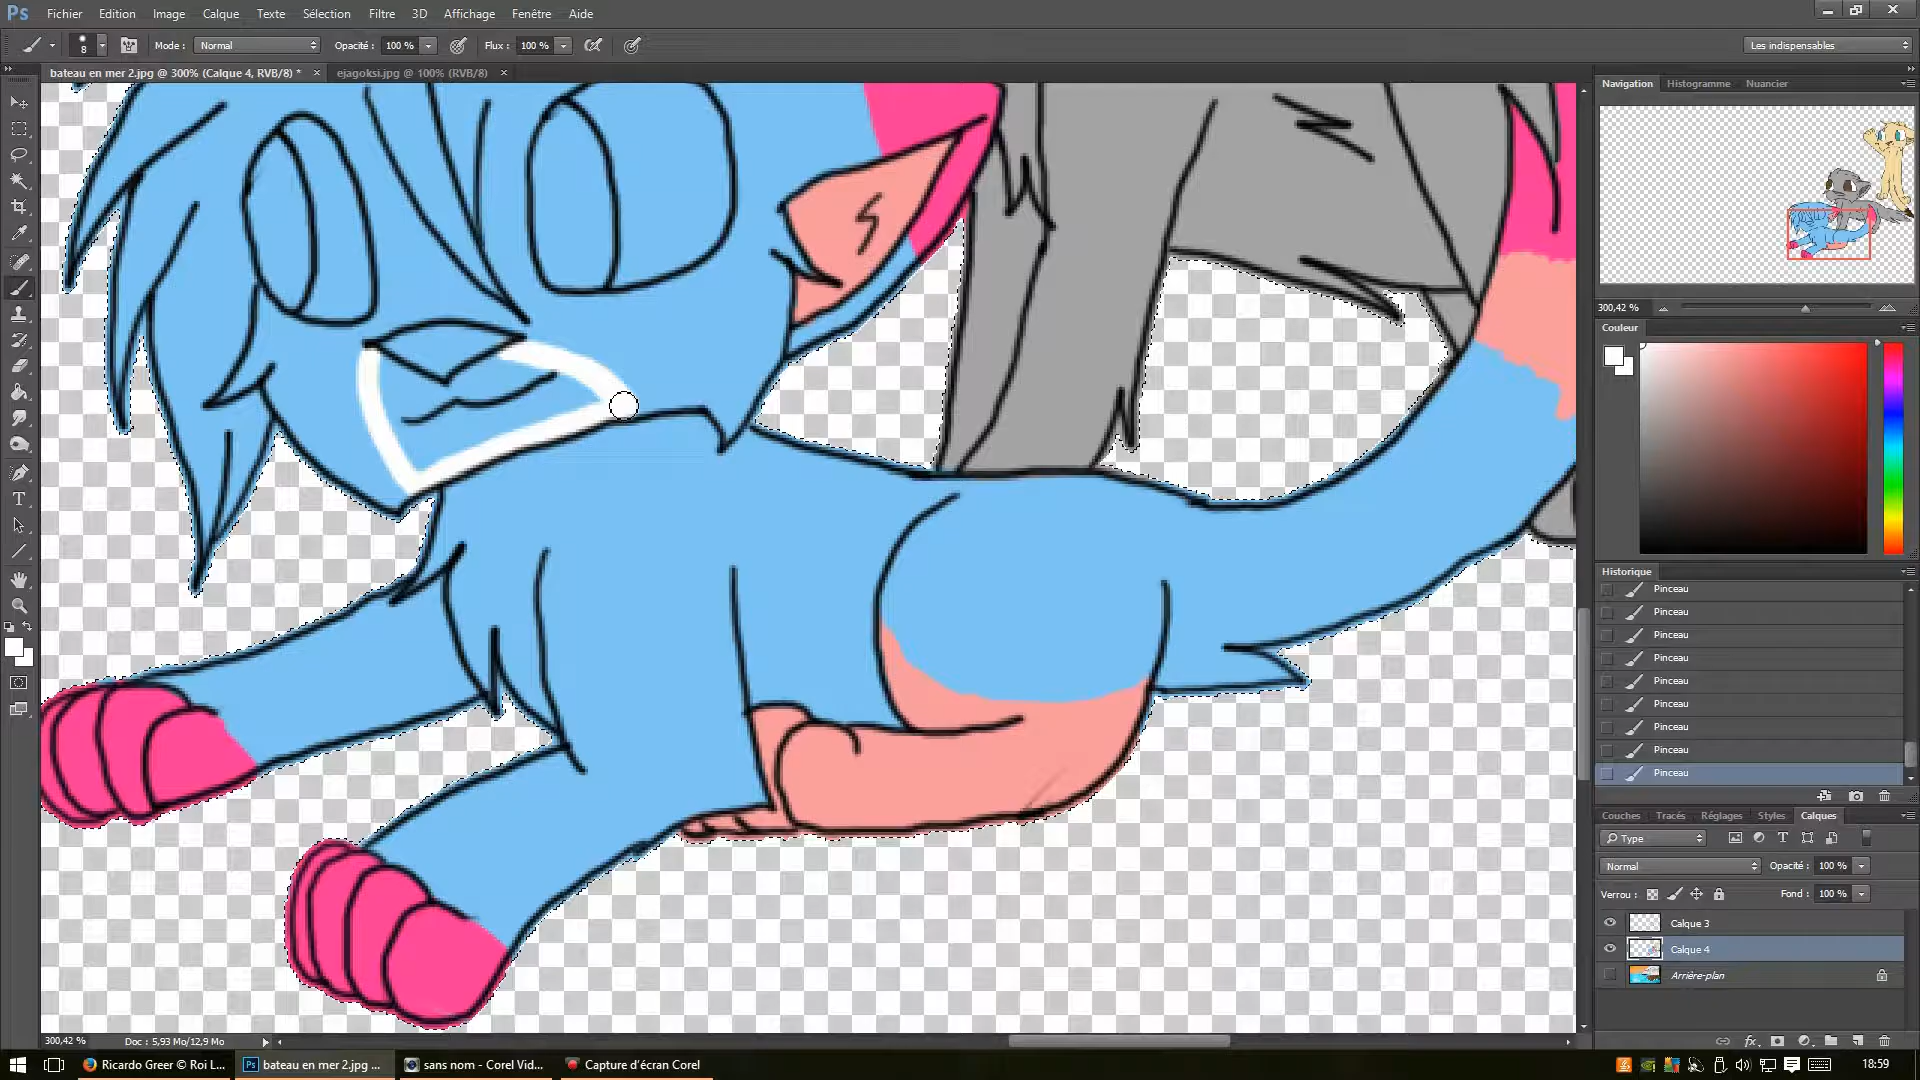 Ps Fichier Edition Image Calque Texte Sélection Filtre 3D Affichage Fenêtre Aide
8 Mode : Normal Opacité : 100 % Flux : 100 % Les indispensables
bateau en mer 2.jpg @ 300% (Calque 4, RVB/8) * × ejagoksi.jpg @ 100% (RVB/8) ×
Navigation Histogramme Nuancier
300,42 %
Couleur
Historique
Pinceau
Pinceau
Pinceau
Pinceau
Pinceau
Pinceau
Pinceau
Pinceau
Pinceau
Couches Tracés Réglages Styles Calques
Type
Normal Opacité : 100 %
Verrou : Fond : 100 %
Calque 3
Calque 4
Arrière-plan
300,42 % Doc : 5,93 Mo/12,9 Mo
Ricardo Greer © Roi L... bateau en mer 2.jpg ... sans nom - Corel Vid... Capture d'écran Corel 18:59